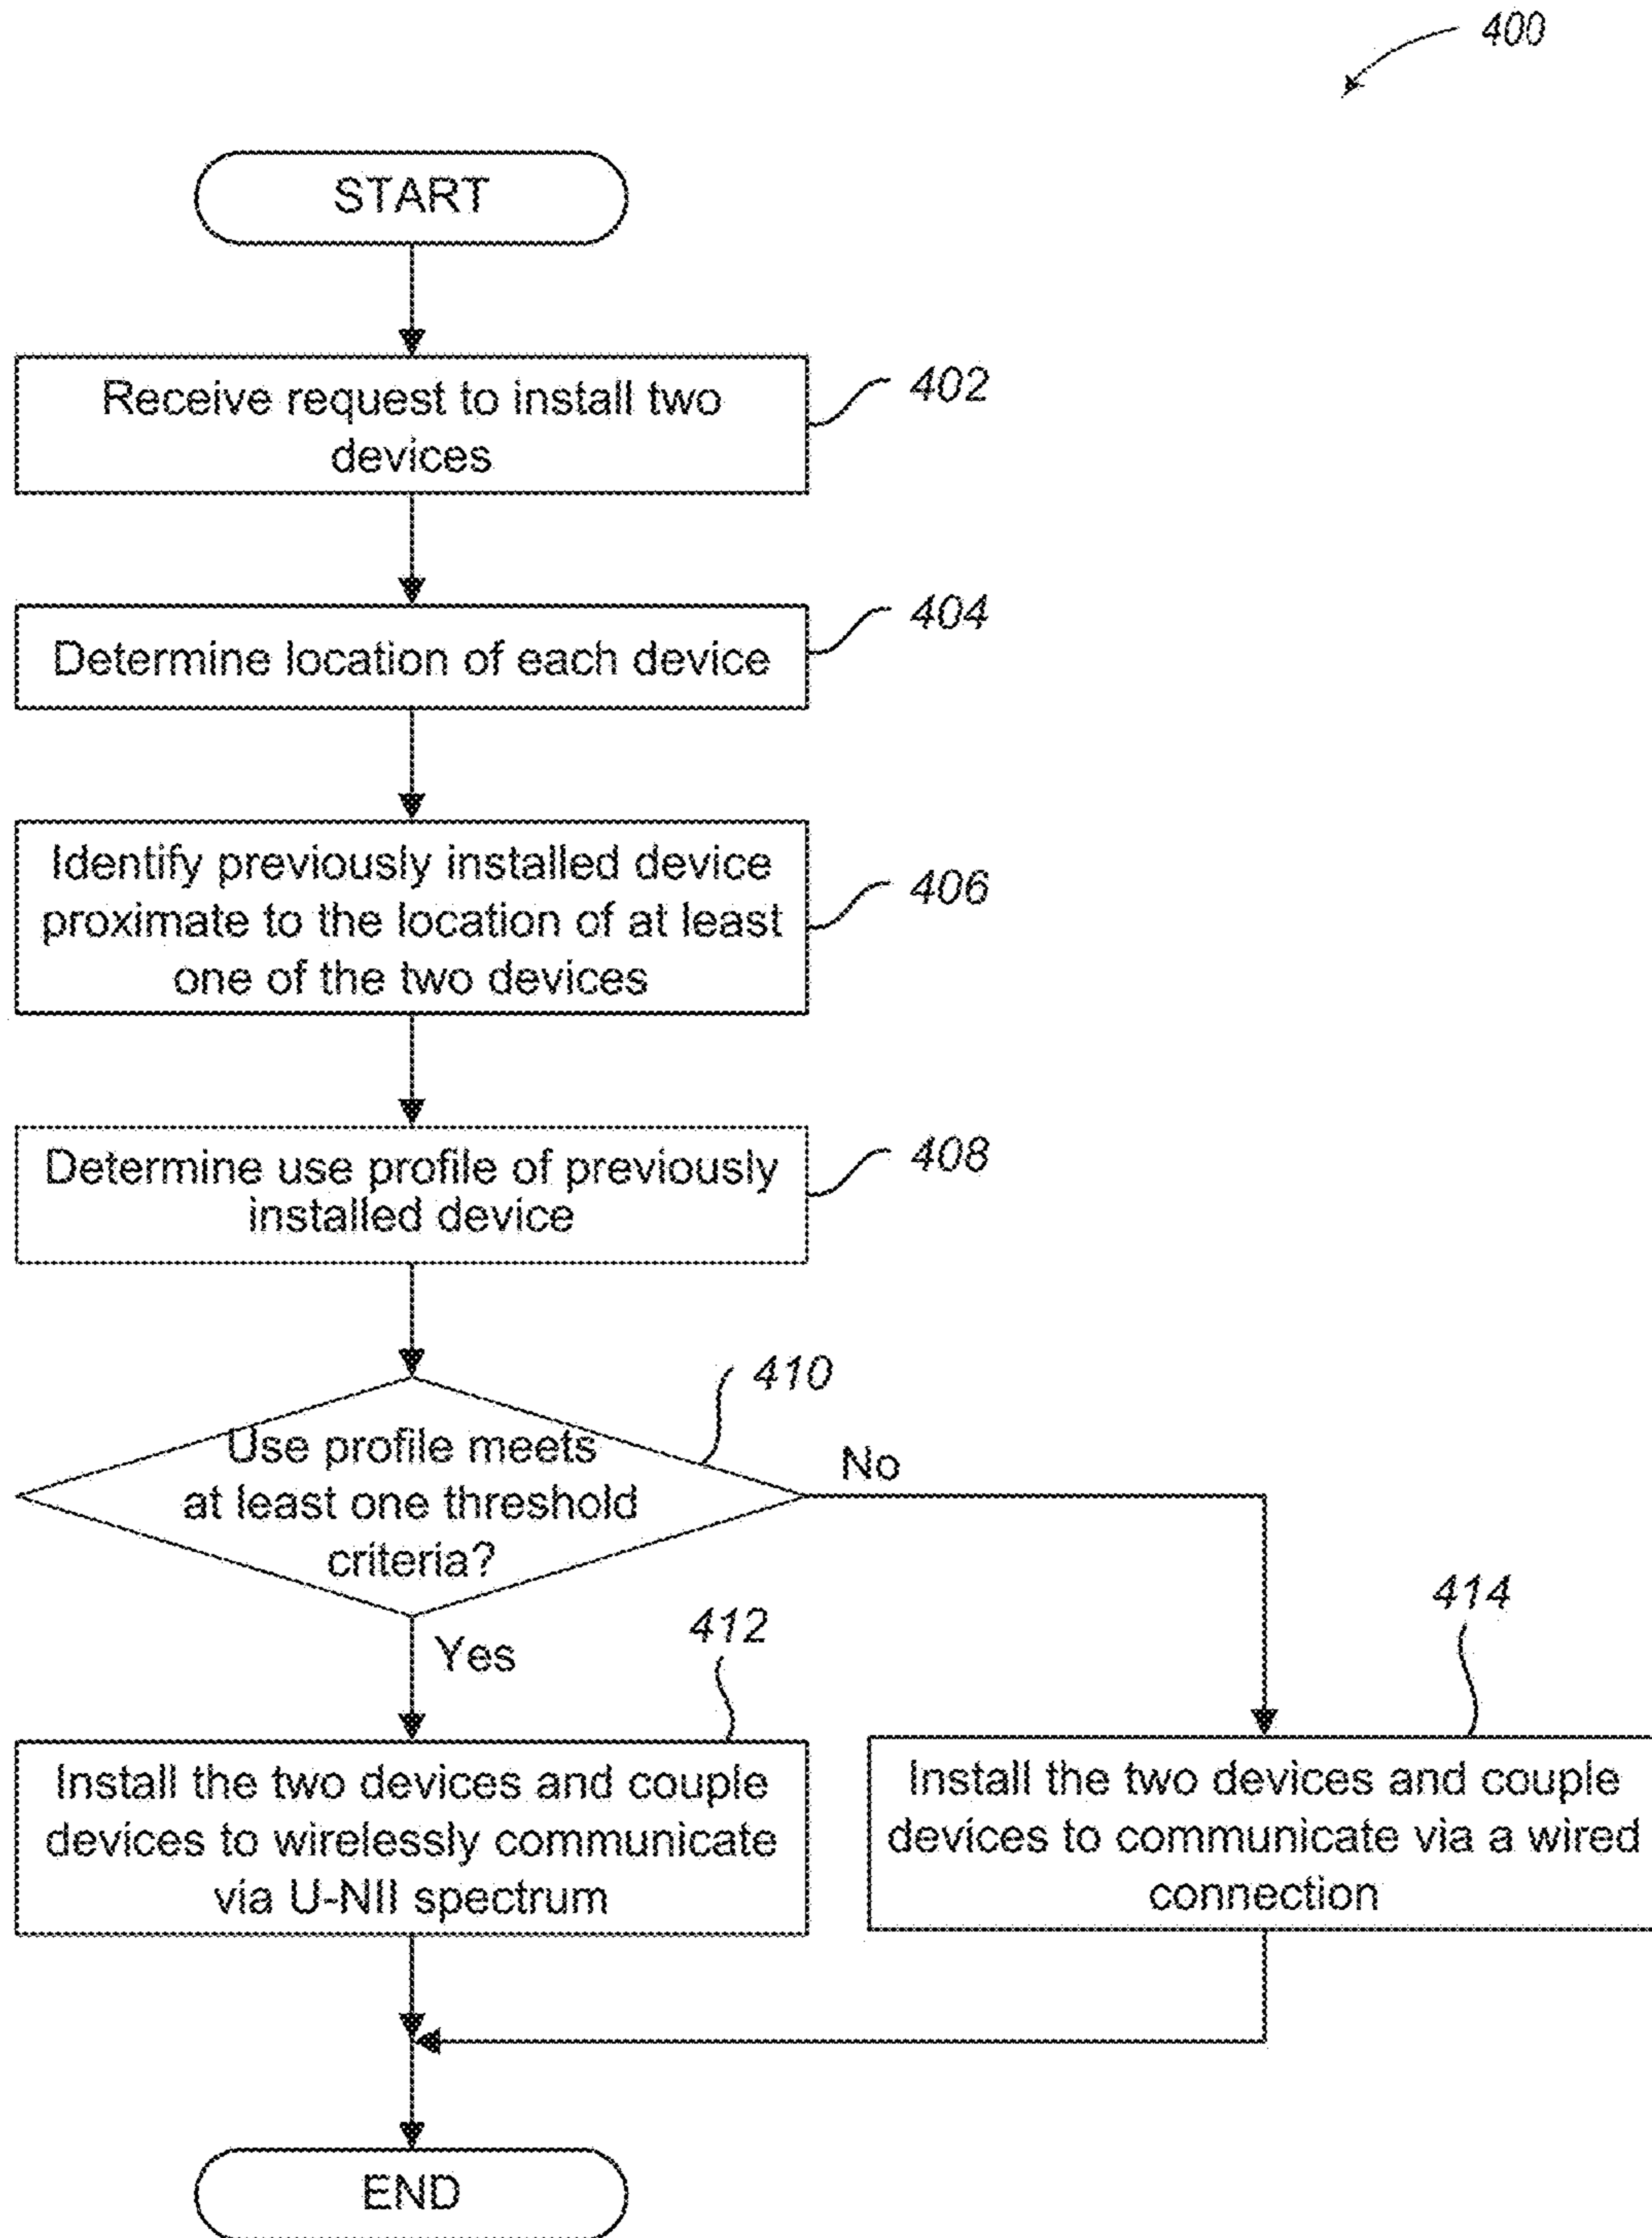 400
START
Receive request to install two
devices
402
Determine location of each device
404
Identify previously installed device
proximate to the location of at least
one of the two devices
406
Determine use profile of previously
installed device
408
Use profile meets
at least one threshold
criteria?
410
No
Yes
412
Install the two devices and couple
devices to wirelessly communicate
via U-NII spectrum
414
Install the two devices and couple
devices to communicate via a wired
connection
END